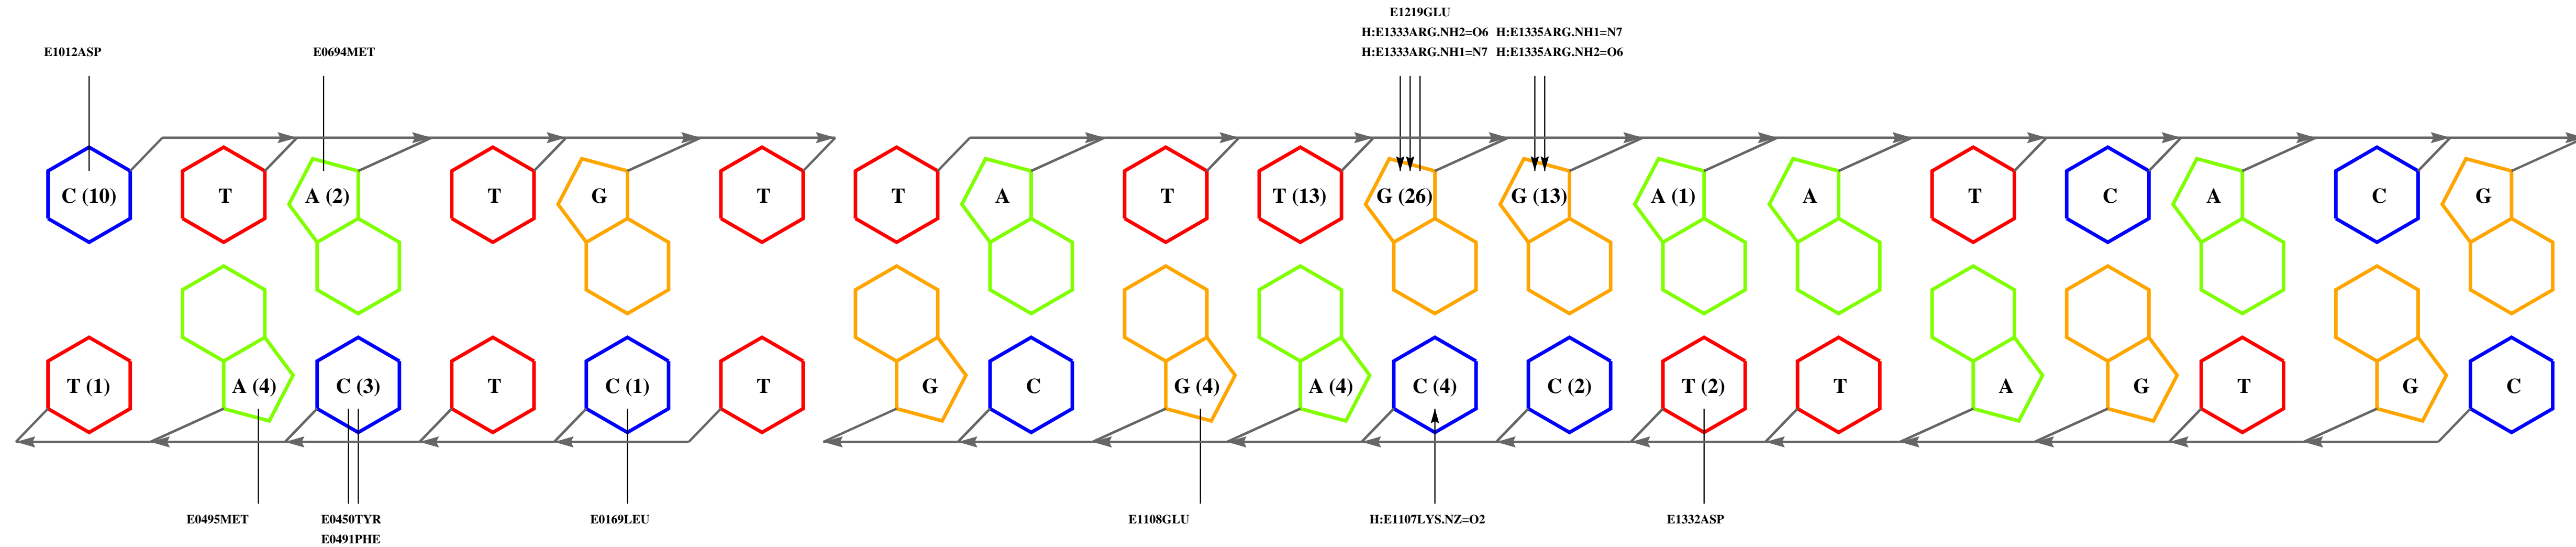 E1219GLU
H:E1333ARG.NH2=O6 H:E1335ARG.NH1=N7
E1012ASP E0694MET H:E1333ARG.NH1=N7 H:E1335ARG.NH2=O6
C (10) T A (2) T G T T A T T (13) G (26) G (13) A (1) A T C A C G
T (1) A (4) C (3) T C (1) T G C G (4) A (4) C (4) C (2) T (2) T A G T G C
E0495MET E0450TYR E0169LEU E1108GLU H:E1107LYS.NZ=O2 E1332ASP
E0491PHE